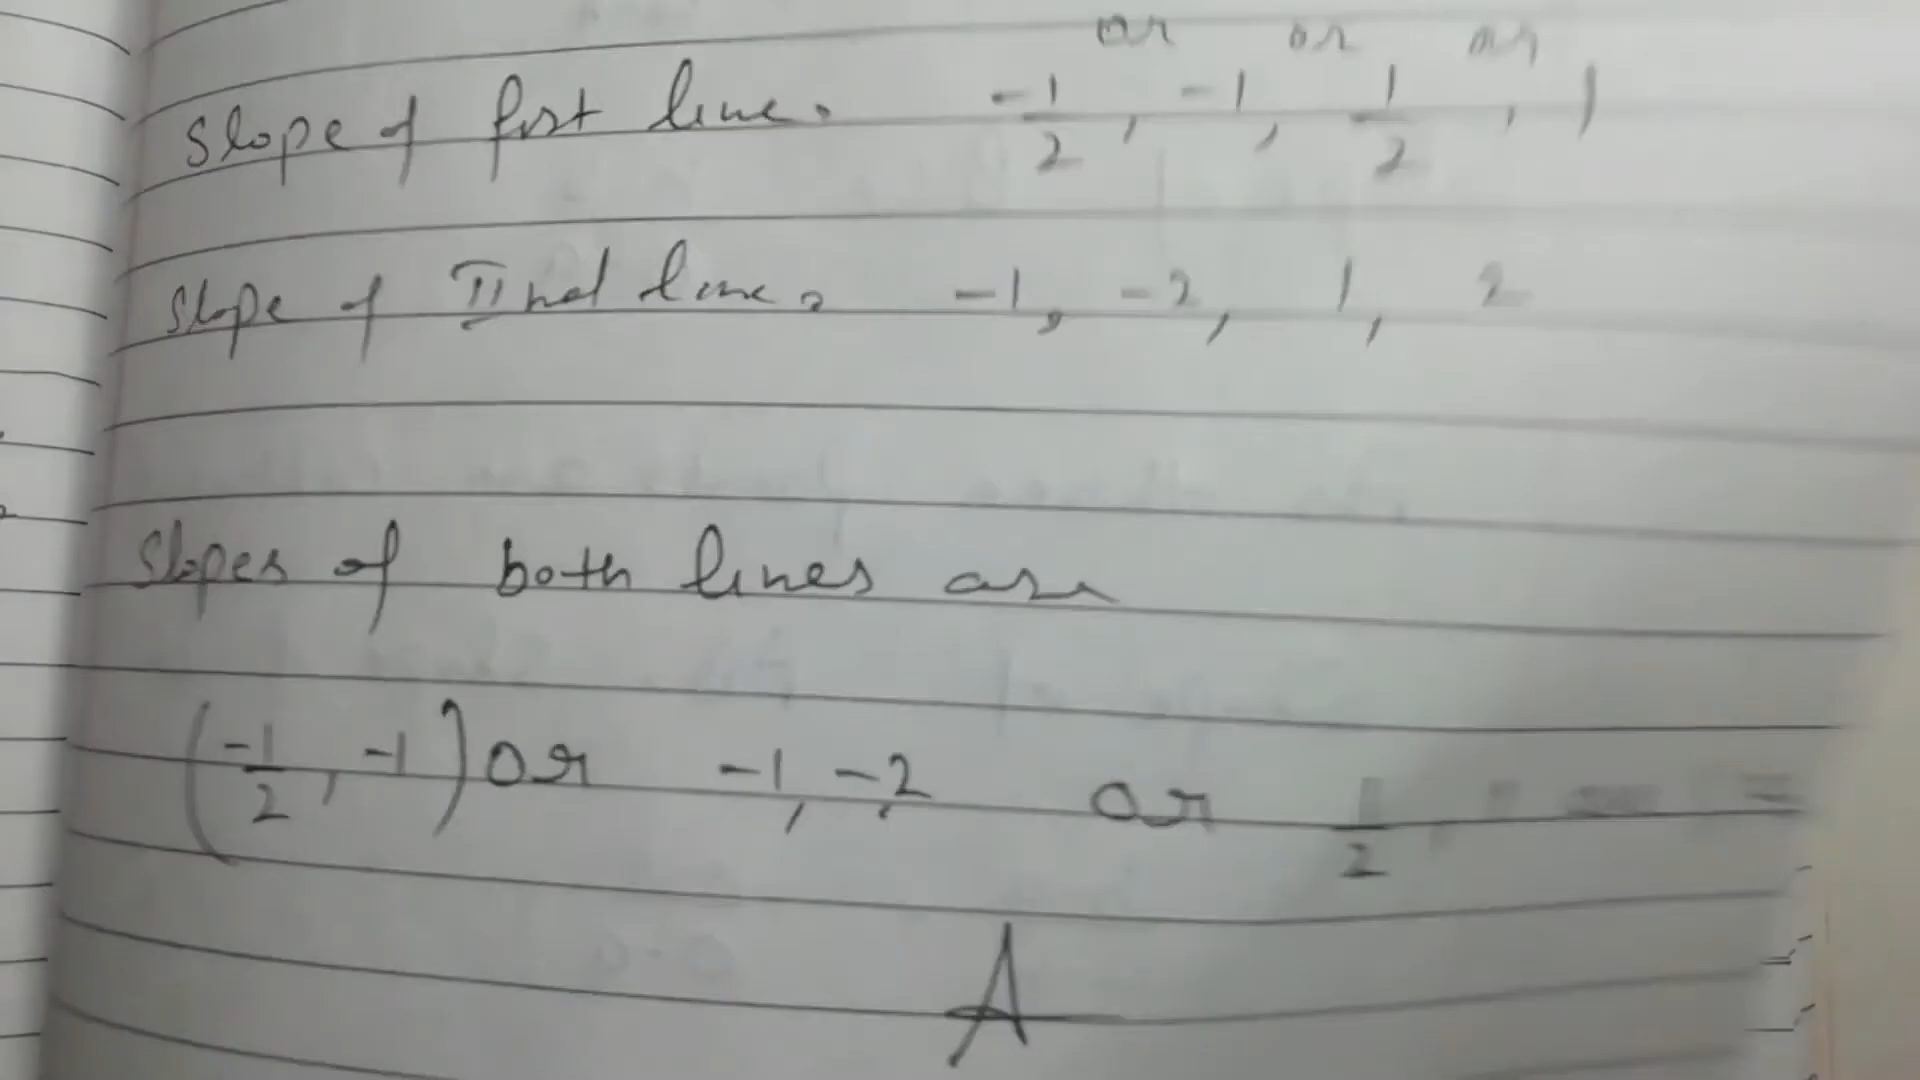 or or or
Slope of first line = -1/2, -1, 1/2, 1
Slope of IInd line = -1, -2, 1, 2
Slopes of both lines are
(-1/2, -1) or -1, -2 or 1/2,
A